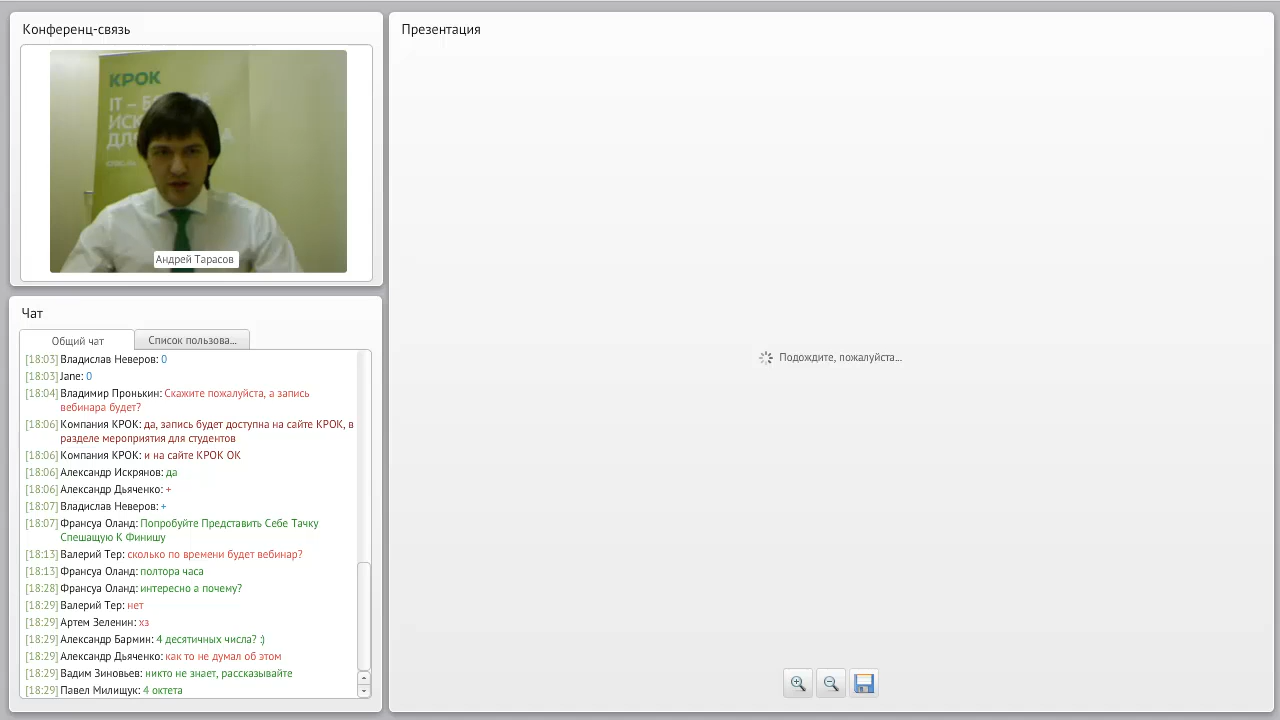 Конференц-связь
КРОК
IT –
ИСК
ДЛЯ
Андрей Тарасов
Чат
Общий чат
Список пользова...
[18:03] Владислав Неверов: 0
[18:03] Jane: 0
[18:04] Владимир Пронькин: Скажите пожалуйста, а запись
вебинара будет?
[18:06] Компания КРОК: да, запись будет доступна на сайте КРОК, в
разделе мероприятия для студентов
[18:06] Компания КРОК: и на сайте КРОК ОК
[18:06] Александр Искрянов: да
[18:06] Александр Дьяченко: +
[18:07] Владислав Неверов: +
[18:07] Франсуа Оланд: Попробуйте Представить Себе Тачку
Спешащую К Финишу
[18:13] Валерий Тер: сколько по времени будет вебинар?
[18:13] Франсуа Оланд: полтора часа
[18:28] Франсуа Оланд: интересно а почему?
[18:29] Валерий Тер: нет
[18:29] Артем Зеленин: хз
[18:29] Александр Бармин: 4 десятичных числа? :)
[18:29] Александр Дьяченко: как то не думал об этом
[18:29] Вадим Зиновьев: никто не знает, рассказывайте
[18:29] Павел Милищук: 4 октета
Презентация
Подождите, пожалуйста...